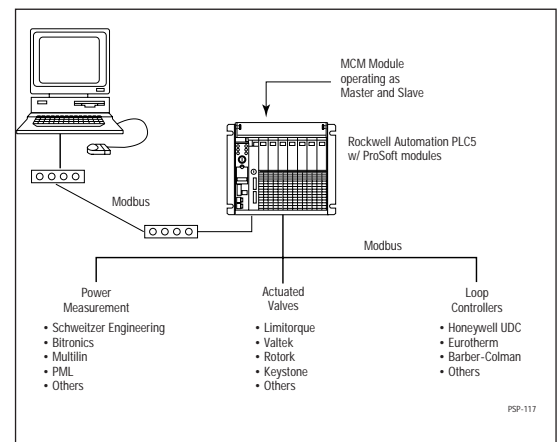 MCM Module
operating as
Master and Slave
Rockwell Automation PLC5
w/ ProSoft modules
Modbus
Modbus
Power
Measurement
• Schweitzer Engineering
• Bitronics
• Multilin
• PML
• Others
Actuated
Valves
• Limitorque
• Valtek
• Rotork
• Keystone
• Others
Loop
Controllers
• Honeywell UDC
• Eurotherm
• Barber-Colman
• Others
PSP-117